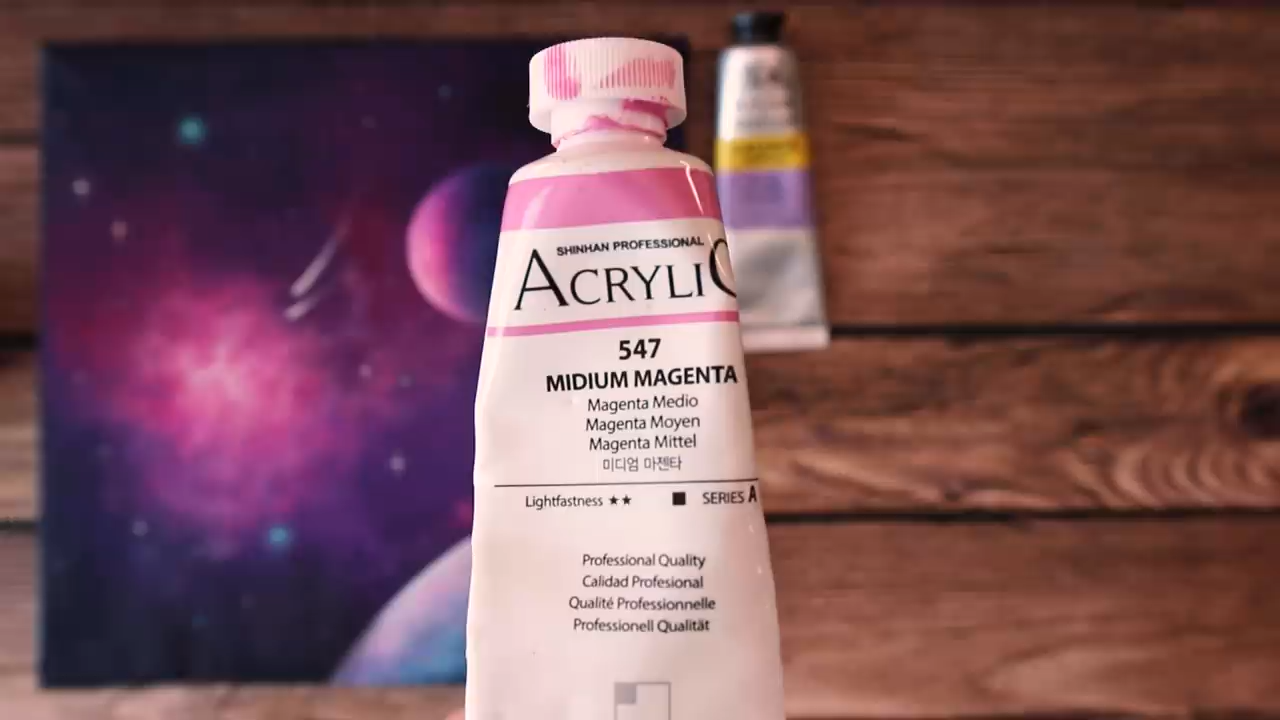 SHINHAN PROFESSIONAL
ACRYLIC
547
MIDIUM MAGENTA
Magenta Medio
Magenta Moyen
Magenta Mittel
미디엄 마젠타
Lightfastness ★★ ■ SERIES A
Professional Quality
Calidad Profesional
Qualité Professionnelle
Professionell Qualität